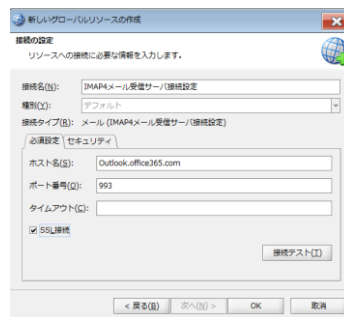 新しいグローバルリソースの作成
接続の設定
リソースへの接続に必要な情報を入力します。
接続名(N): IMAP4メール受信サーバ接続設定
種別(Y): デフォルト
接続タイプ(R): メール (IMAP4メール受信サーバ接続設定)
必須設定 セキュリティ
ホスト名(S): Outlook.office365.com
ポート番号(O): 993
タイムアウト(C):
SSL接続
接続テスト(T)
< 戻る(B) 次へ(N) > OK 取消